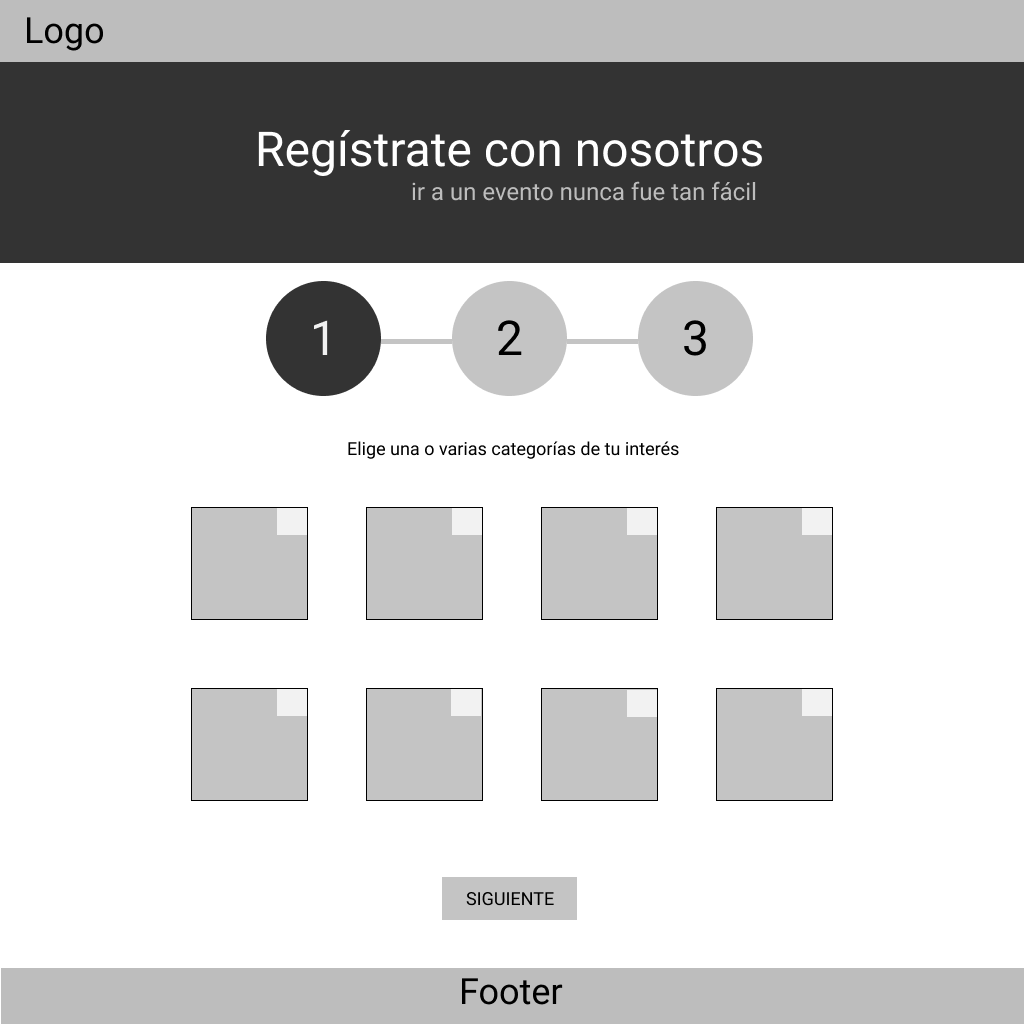 Logo
Regístrate con nosotros
ir a un evento nunca fue tan fácil
1 2 3
Elige una o varias categorías de tu interés
SIGUIENTE
Footer